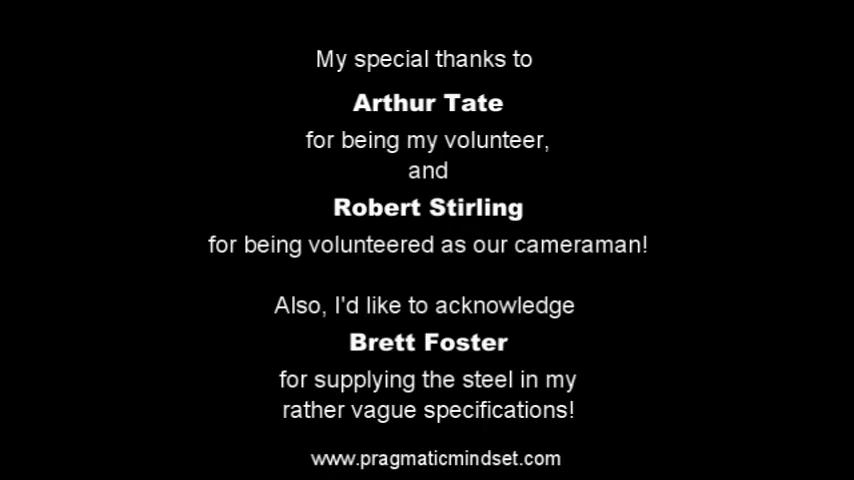 My special thanks to
Arthur Tate
for being my volunteer,
and
Robert Stirling
for being volunteered as our cameraman!
Also, I'd like to acknowledge
Brett Foster
for supplying the steel in my
rather vague specifications!
www.pragmaticmindset.com